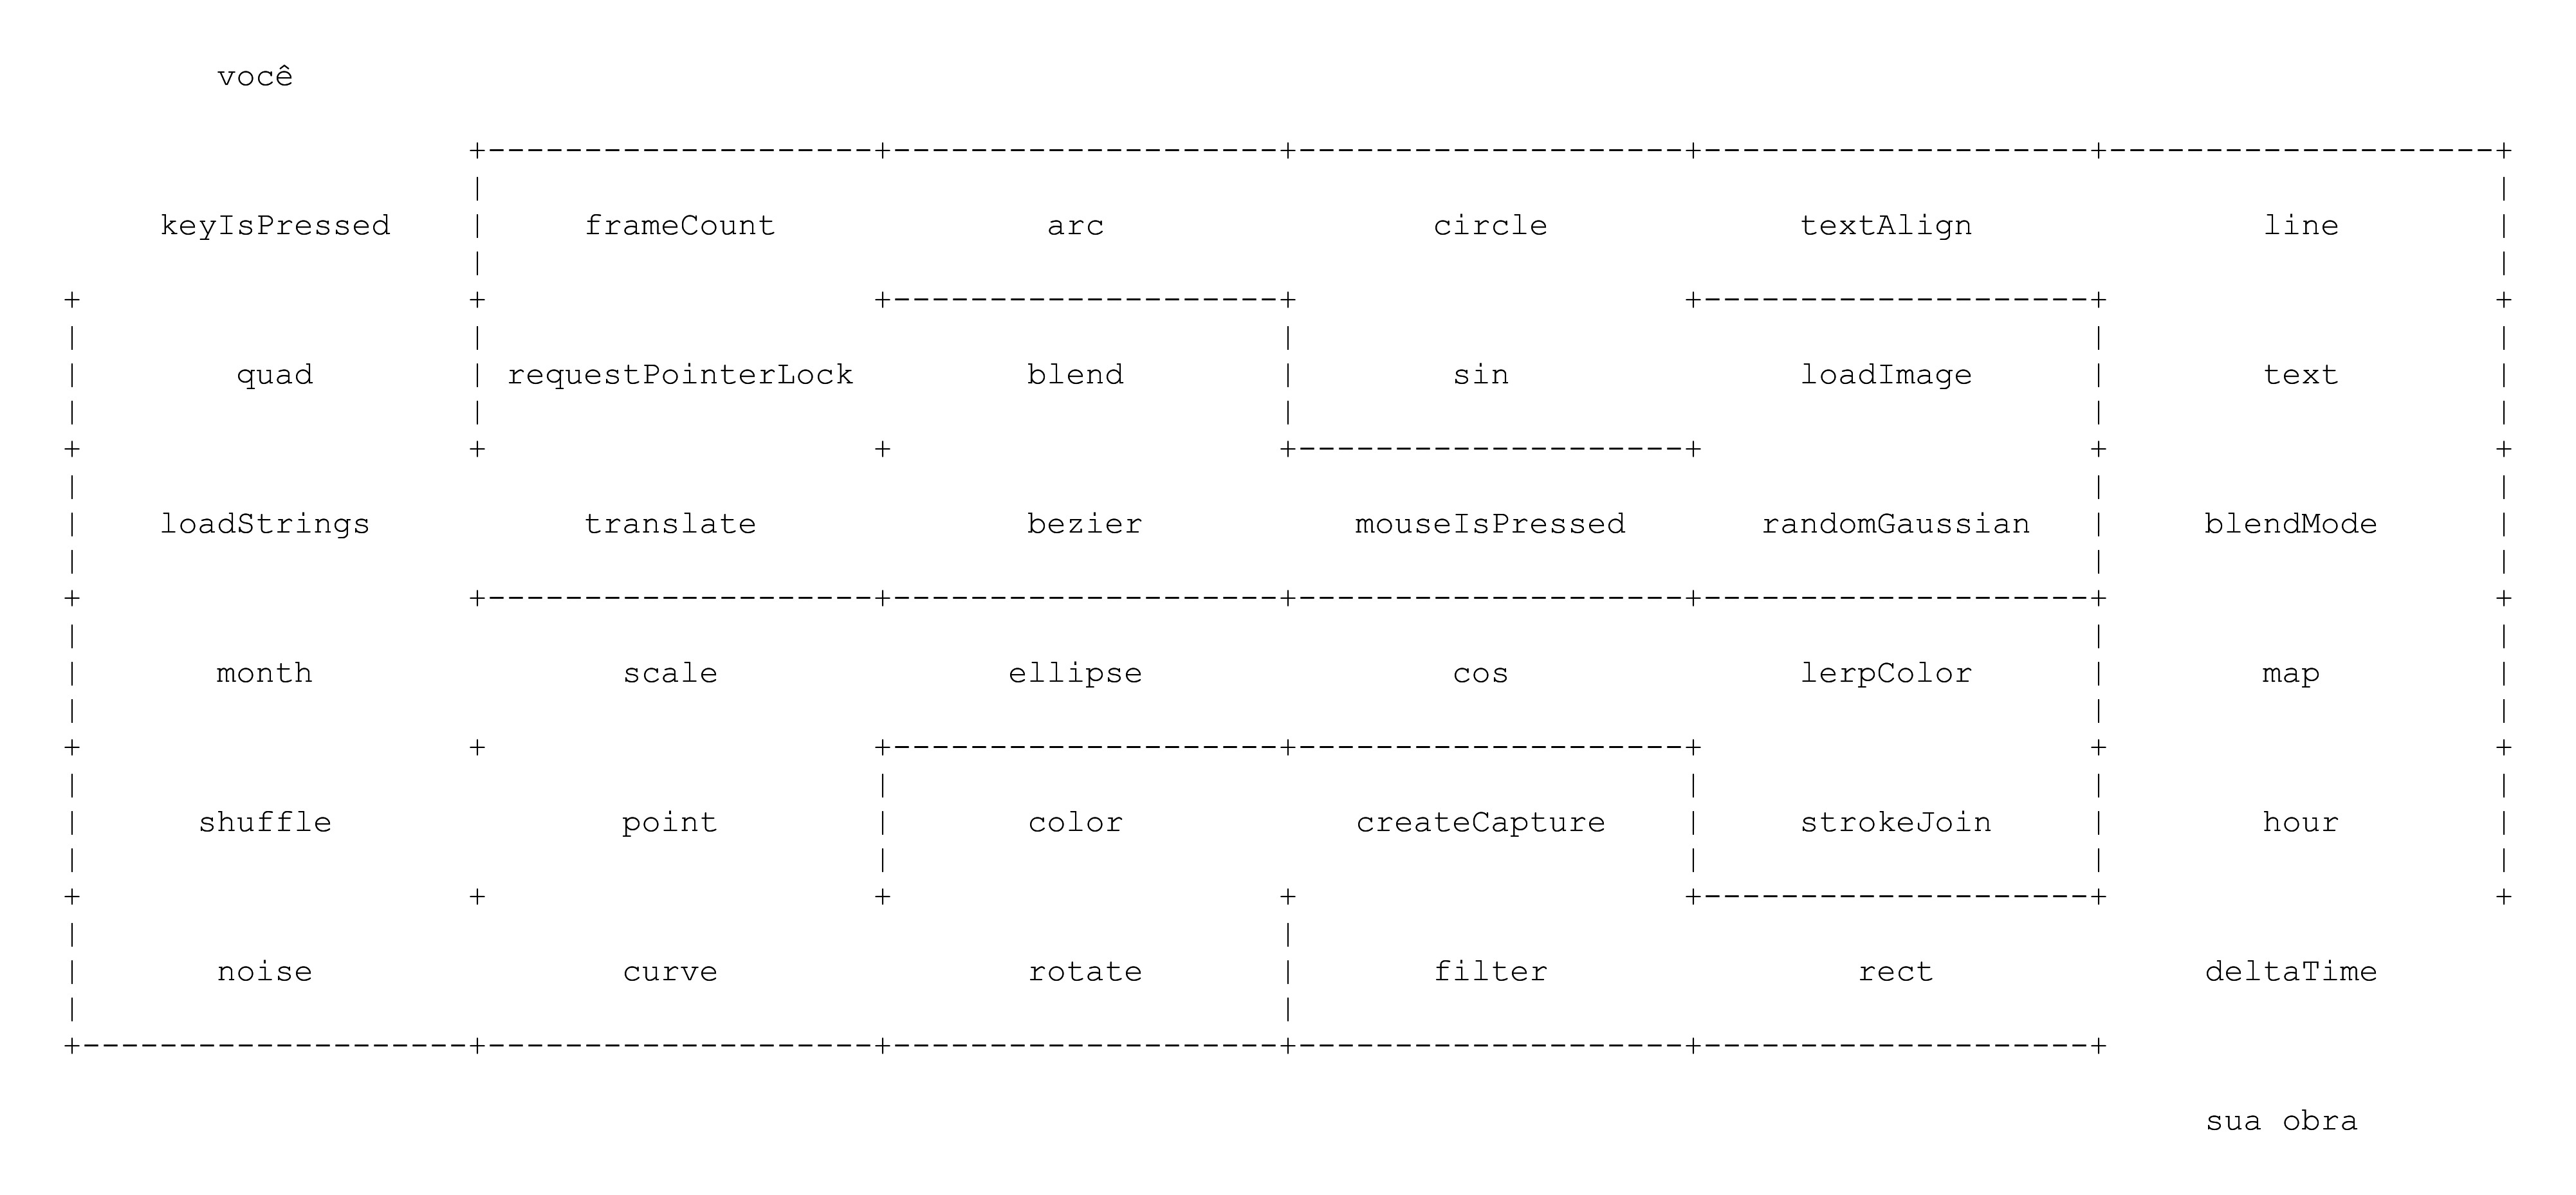 você
keyIsPressed frameCount arc circle textAlign line
quad requestPointerLock blend sin loadImage text
loadStrings translate bezier mouseIsPressed randomGaussian blendMode
month scale ellipse cos lerpColor map
shuffle point color createCapture strokeJoin hour
noise curve rotate filter rect deltaTime
sua obra